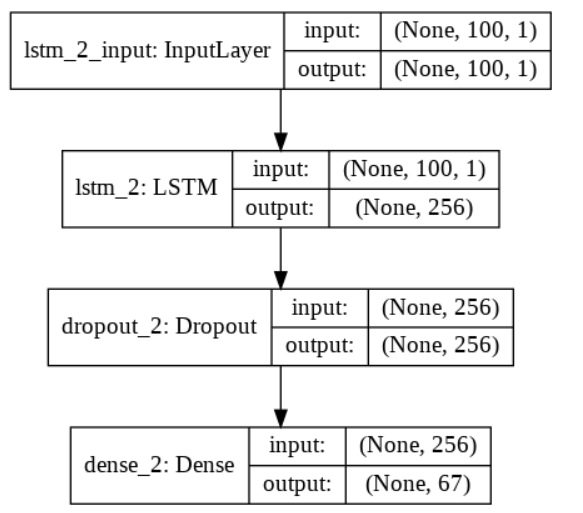 lstm_2_input: InputLayer
input: (None, 100, 1)
output: (None, 100, 1)
lstm_2: LSTM
input: (None, 100, 1)
output: (None, 256)
dropout_2: Dropout
input: (None, 256)
output: (None, 256)
dense_2: Dense
input: (None, 256)
output: (None, 67)